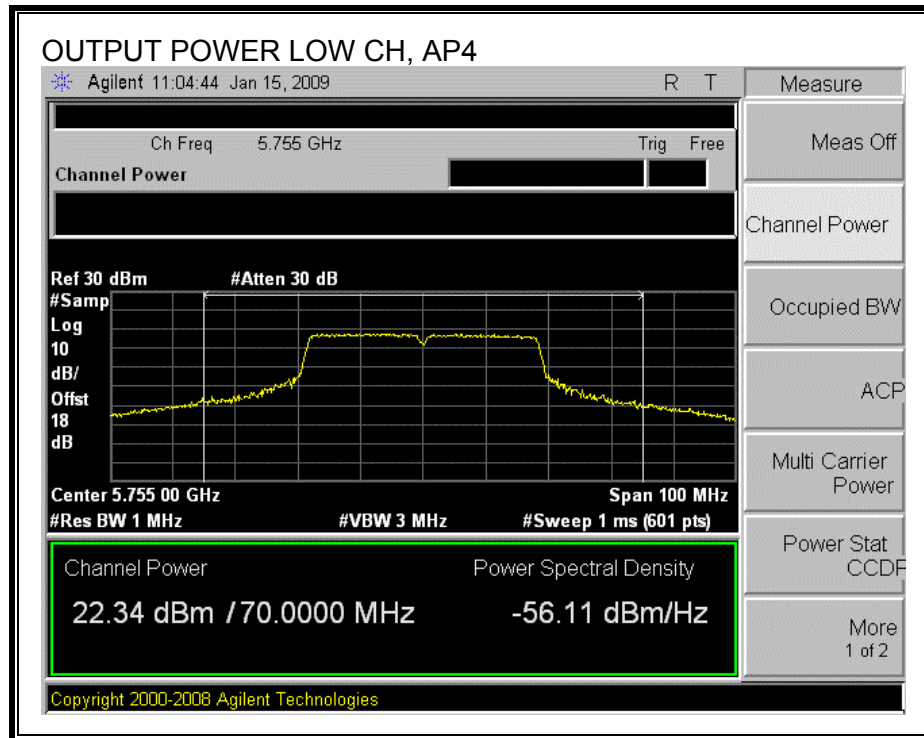 OUTPUT POWER LOW CH, AP4
Agilent 11:04:44 Jan 15, 2009 R T
Measure
Ch Freq 5.755 GHz Trig Free
Meas Off
Channel Power
Channel Power
Ref 30 dBm #Atten 30 dB
#Samp
Log
10
dB/
Offst
18
dB
Occupied BW
ACP
Multi Carrier
Power
Center 5.755 00 GHz Span 100 MHz
#Res BW 1 MHz #VBW 3 MHz #Sweep 1 ms (601 pts)
Power Stat
CCDF
Channel Power Power Spectral Density
22.34 dBm / 70.0000 MHz -56.11 dBm/Hz
More
1 of 2
Copyright 2000-2008 Agilent Technologies